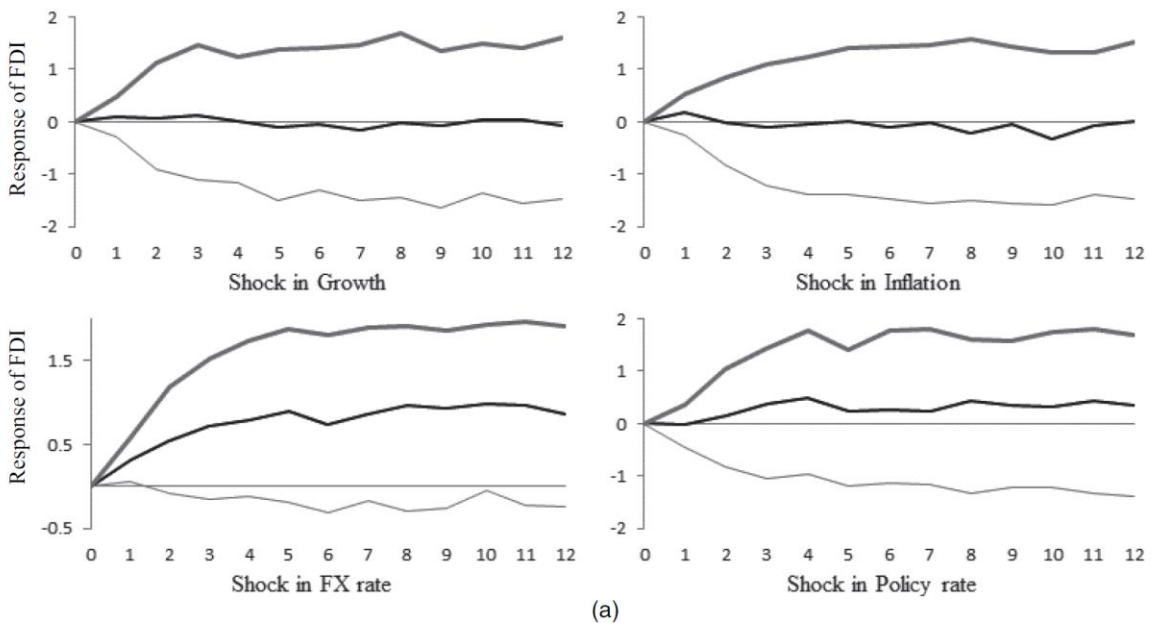 Response of FDI
2
1
0
-1
-2
0 1 2 3 4 5 6 7 8 9 10 11 12
Shock in Growth
2
1
0
-1
-2
0 1 2 3 4 5 6 7 8 9 10 11 12
Shock in Inflation
Response of FDI
1.5
0.5
-0.5
0 1 2 3 4 5 6 7 8 9 10 11 12
Shock in FX rate
2
1
0
-1
-2
0 1 2 3 4 5 6 7 8 9 10 11 12
Shock in Policy rate
(a)